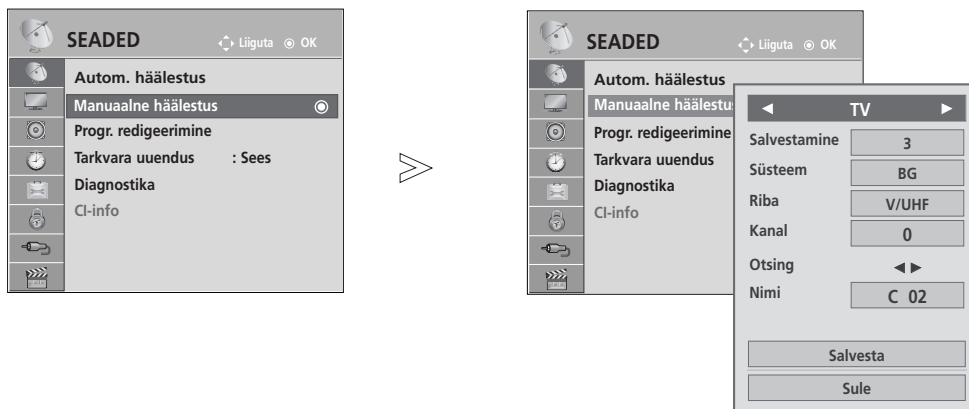 SEADED Liiguta OK
Autom. häälestus
Manuaalne häälestus
Progr. redigeerimine
Tarkvara uuendus : Sees
Diagnostika
CI-info
SEADED Liiguta OK
Autom. häälestus
Manuaalne häälestus
Progr. redigeerimine
Tarkvara uuendus
Diagnostika
CI-info
◄ TV ►
Salvestamine 3
Süsteem BG
Riba V/UHF
Kanal 0
Otsing ◄ ►
Nimi C 02
Salvesta
Sule